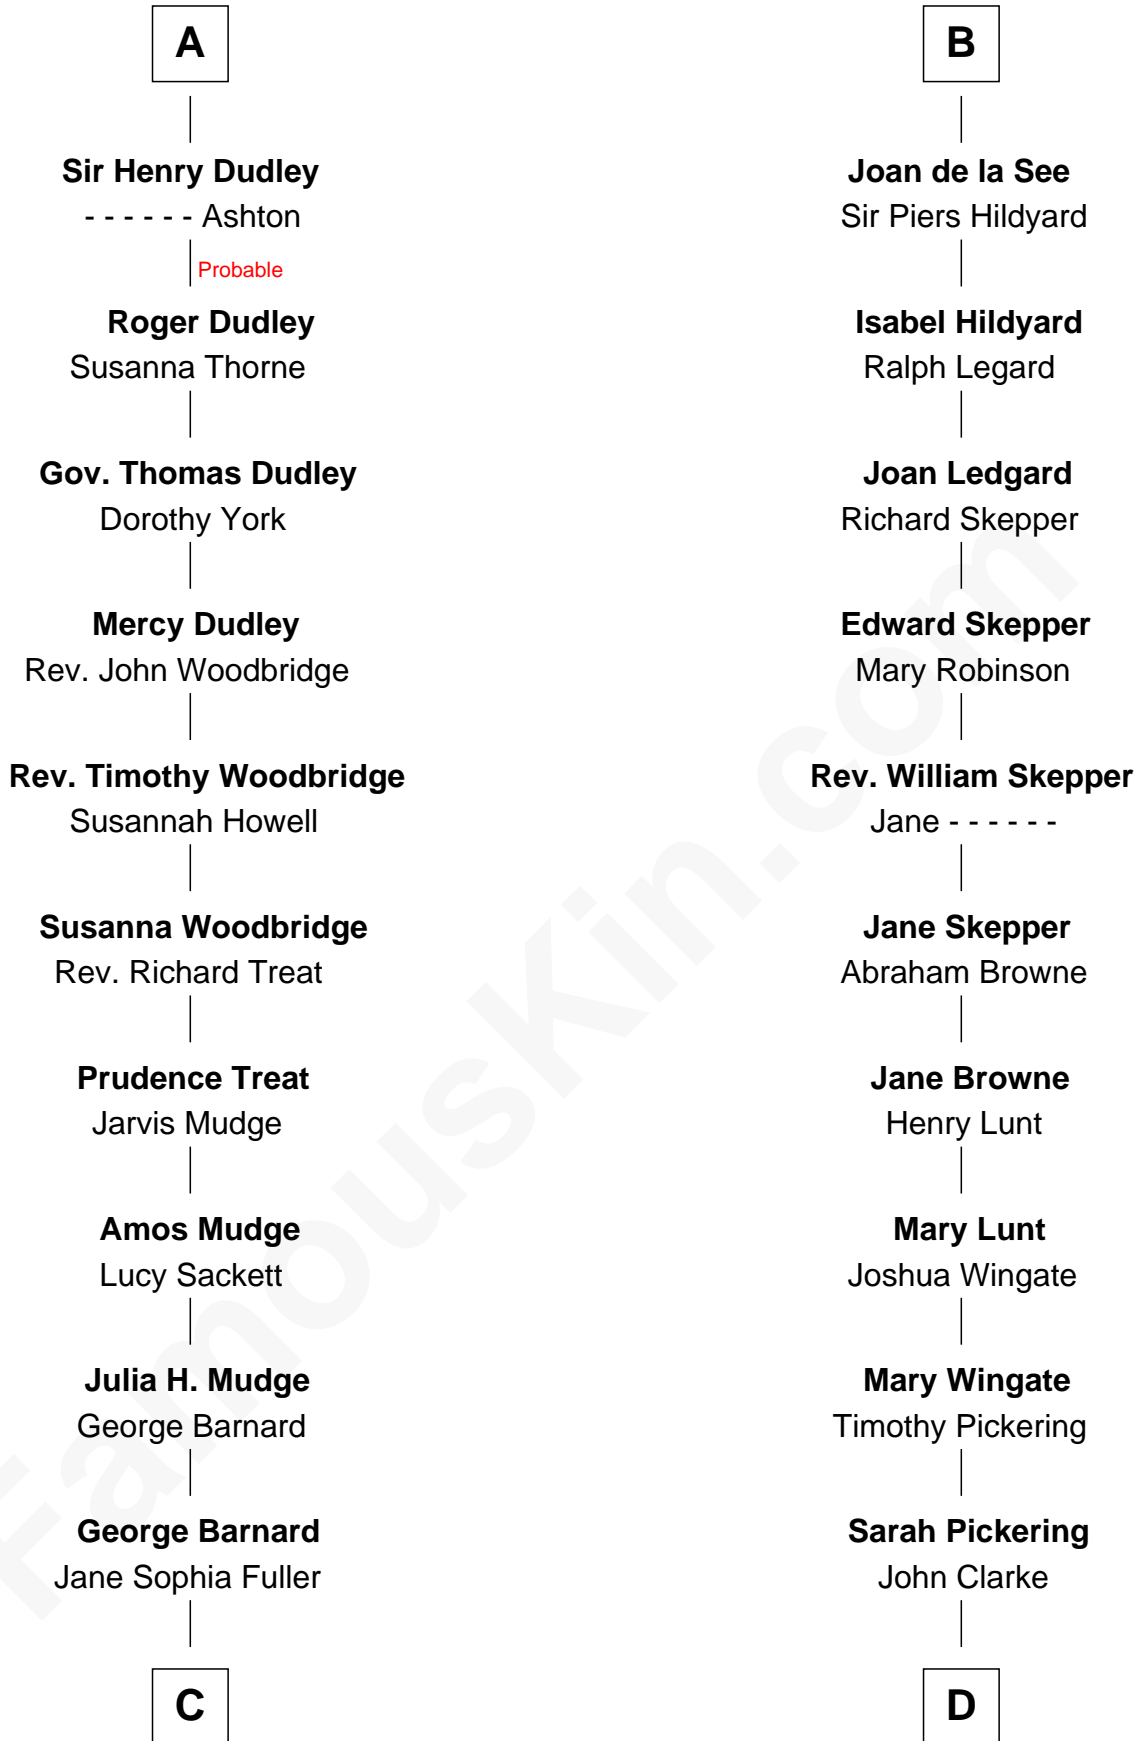 A
Sir Henry Dudley
- - - - - - Ashton
Probable
Roger Dudley
Susanna Thorne
Gov. Thomas Dudley
Dorothy York
Mercy Dudley
Rev. John Woodbridge
Rev. Timothy Woodbridge
Susannah Howell
Susanna Woodbridge
Rev. Richard Treat
Prudence Treat
Jarvis Mudge
Amos Mudge
Lucy Sackett
Julia H. Mudge
George Barnard
George Barnard
Jane Sophia Fuller
C
B
Joan de la See
Sir Piers Hildyard
Isabel Hildyard
Ralph Legard
Joan Ledgard
Richard Skepper
Edward Skepper
Mary Robinson
Rev. William Skepper
Jane - - - - - -
Jane Skepper
Abraham Browne
Jane Browne
Henry Lunt
Mary Lunt
Joshua Wingate
Mary Wingate
Timothy Pickering
Sarah Pickering
John Clarke
D
FamousKin.com